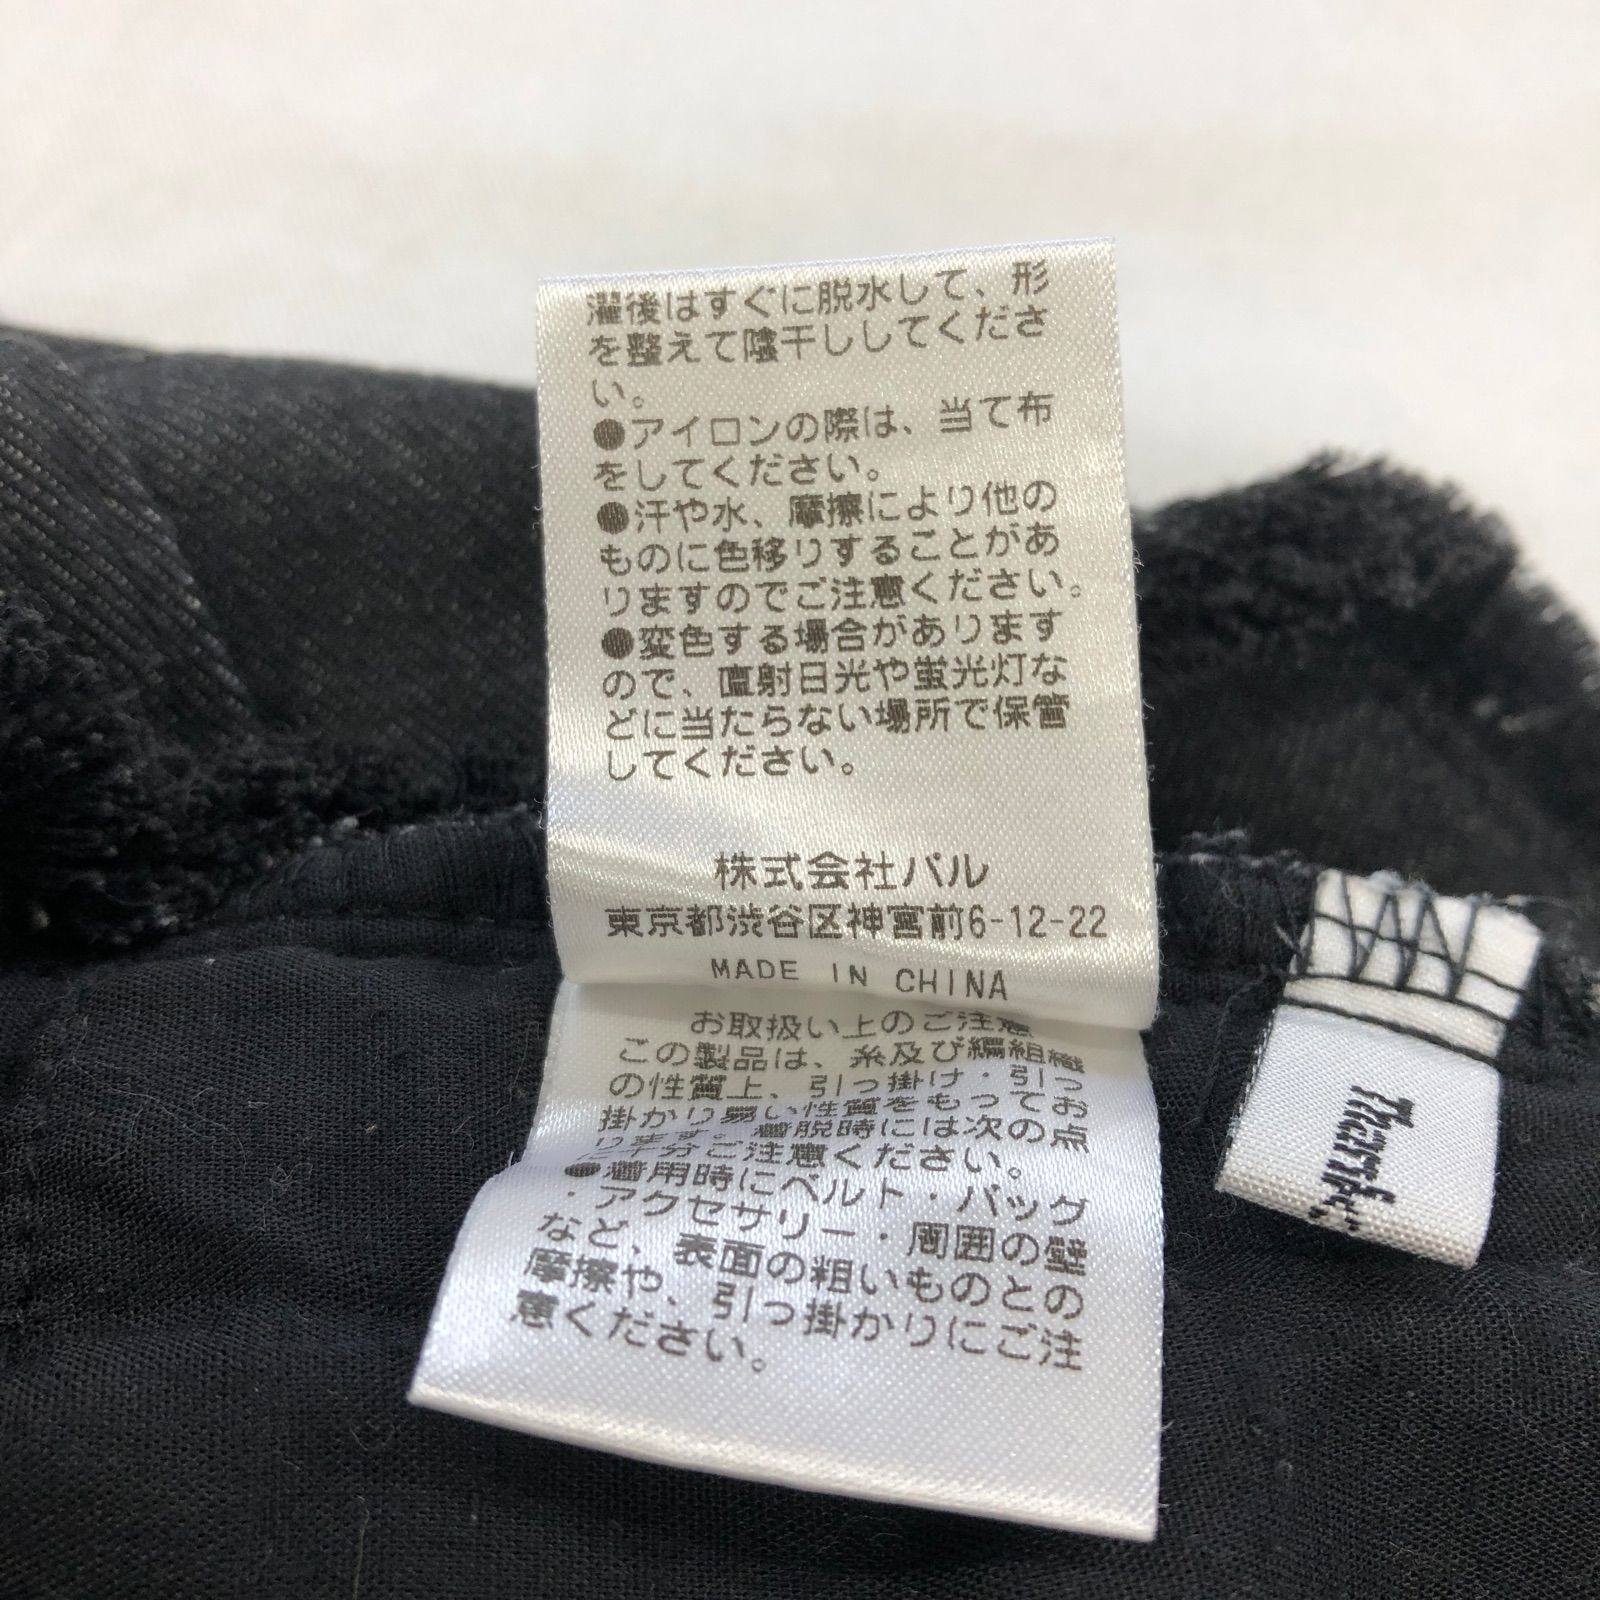 濯後はすぐに脱水して、形
を整えて陰干ししてくださ
い。
●アイロンの際は、当て布
をしてください。
●汗や水、摩擦により他の
ものに色移りすることがあ
りますのでご注意ください。
●変色する場合があります
ので、直射日光や蛍光灯な
どに当たらない場所で保管
してください。
株式会社パル
東京都渋谷区神宮前6-12-22
MADE IN CHINA
お取扱い上のご注意
この製品は、糸及び編組織
の性質上、引っ掛け・引っ
掛かり易い性質をもってお
ります。着脱時には次の点
に十分ご注意ください。
●着用時にベルト・バッグ
・アクセサリー・周囲の壁
など、表面の粗いものとの
摩擦や、引っ掛かりにご注
意ください。